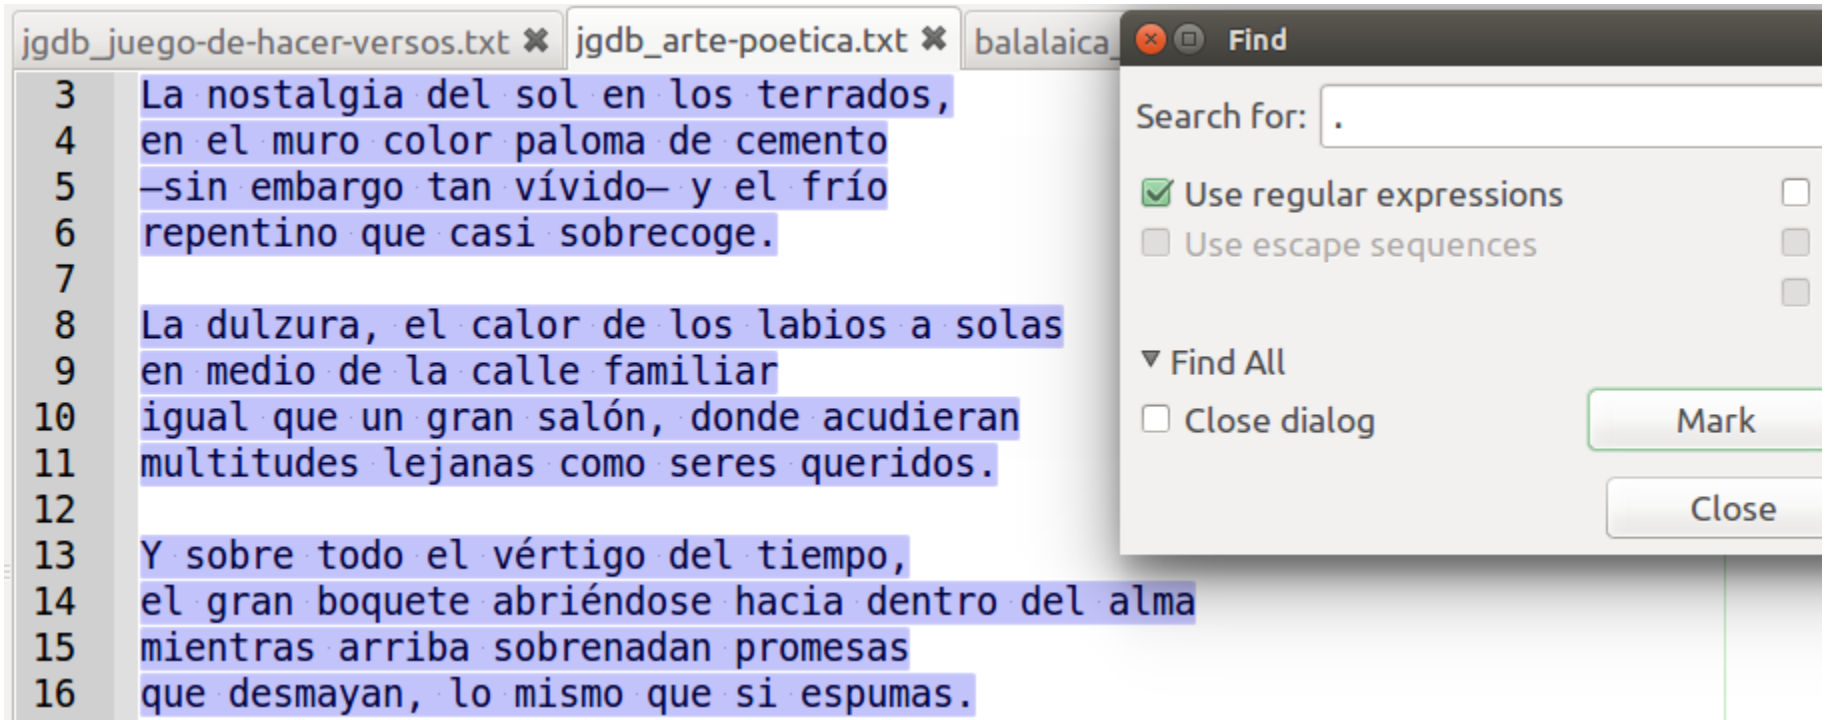 jgdb_juego-de-hacer-versos.txt
jgdb_arte-poetica.txt
balalaica_
3 La nostalgia del sol en los terrados,
4 en el muro color paloma de cemento
5 —sin embargo tan vívido— y el frío
6 repentino que casi sobrecoge.
7
8 La dulzura, el calor de los labios a solas
9 en medio de la calle familiar
10 igual que un gran salón, donde acudieran
11 multitudes lejanas como seres queridos.
12
13 Y sobre todo el vértigo del tiempo,
14 el gran boquete abriéndose hacia dentro del alma
15 mientras arriba sobrenadan promesas
16 que desmayan, lo mismo que si espumas.
Find
Search for: .
Use regular expressions
Use escape sequences
Find All
Close dialog
Mark
Close